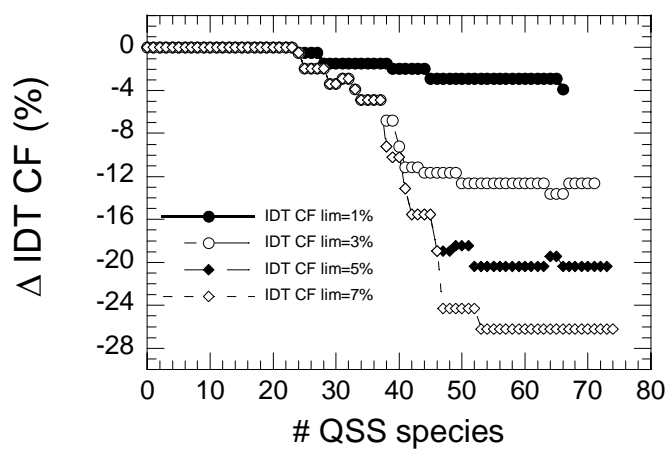 0
-4
-8
-12
-16
-20
-24
-28
Δ IDT CF (%)
IDT CF lim=1%
IDT CF lim=3%
IDT CF lim=5%
IDT CF lim=7%
0 10 20 30 40 50 60 70 80
# QSS species